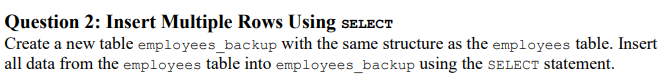 Question 2: Insert Multiple Rows Using SELECT
Create a new table employees_backup with the same structure as the employees table. Insert
all data from the employees table into employees_backup using the SELECT statement.